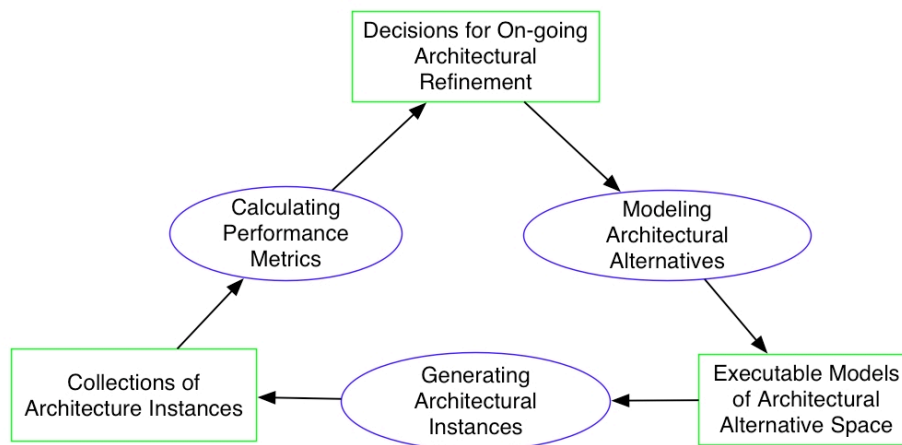 Decisions for On-going
Architectural
Refinement
Calculating
Performance
Metrics
Modeling
Architectural
Alternatives
Collections of
Architecture Instances
Generating
Architectural
Instances
Executable Models
of Architectural
Alternative Space